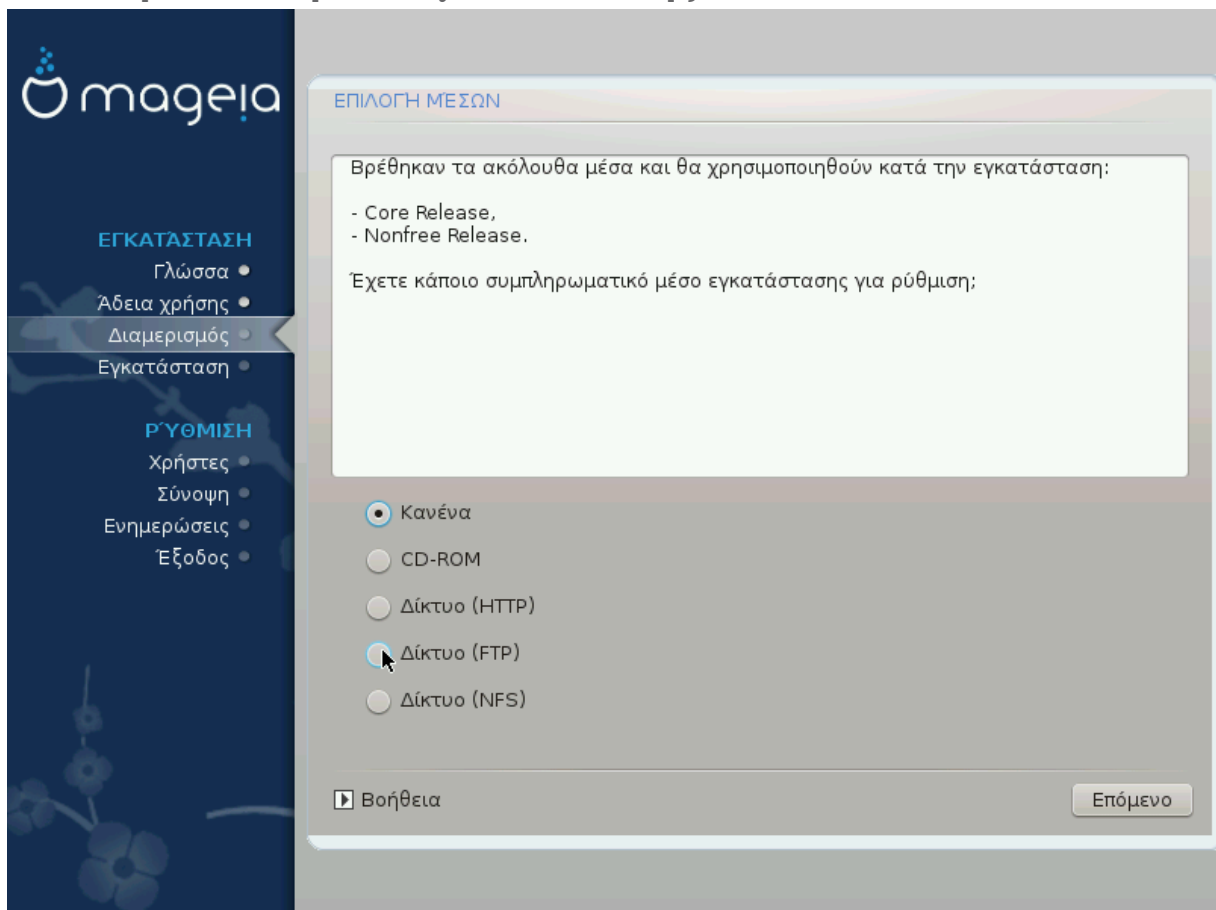 mageia
ΕΓΚΑΤΆΣΤΑΣΗ
Γλώσσα
Άδεια χρήσης
Διαμερισμός
Εγκατάσταση
ΡΎΘΜΙΣΗ
Χρήστες
Σύνοψη
Ενημερώσεις
Έξοδος
ΕΠΙΛΟΓΉ ΜΈΣΩΝ
Βρέθηκαν τα ακόλουθα μέσα και θα χρησιμοποιηθούν κατά την εγκατάσταση:
- Core Release,
- Nonfree Release.
Έχετε κάποιο συμπληρωματικό μέσο εγκατάστασης για ρύθμιση;
Κανένα
CD-ROM
Δίκτυο (HTTP)
Δίκτυο (FTP)
Δίκτυο (NFS)
Βοήθεια
Επόμενο